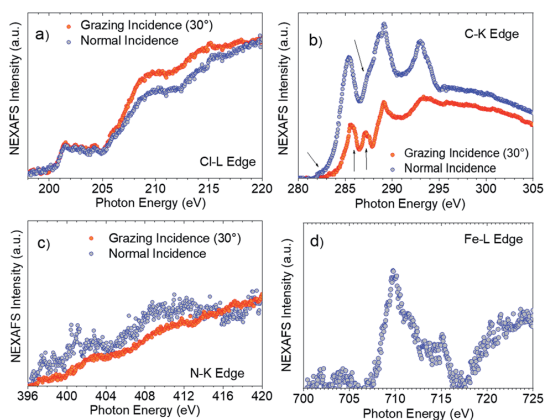 a)
Grazing Incidence (30°)
Normal Incidence
Cl-L Edge
NEXAFS Intensity (a.u.)
200 205 210 215 220
Photon Energy (eV)
b)
C-K Edge
Grazing Incidence (30°)
Normal Incidence
NEXAFS Intensity (a.u.)
280 285 290 295 300 305
Photon Energy (eV)
c)
Grazing Incidence (30°)
Normal Incidence
N-K Edge
NEXAFS Intensity (a.u.)
396 400 404 408 412 416 420
Photon Energy (eV)
d)
Fe-L Edge
NEXAFS Intensity (a.u.)
700 705 710 715 720 725
Photon Energy (eV)